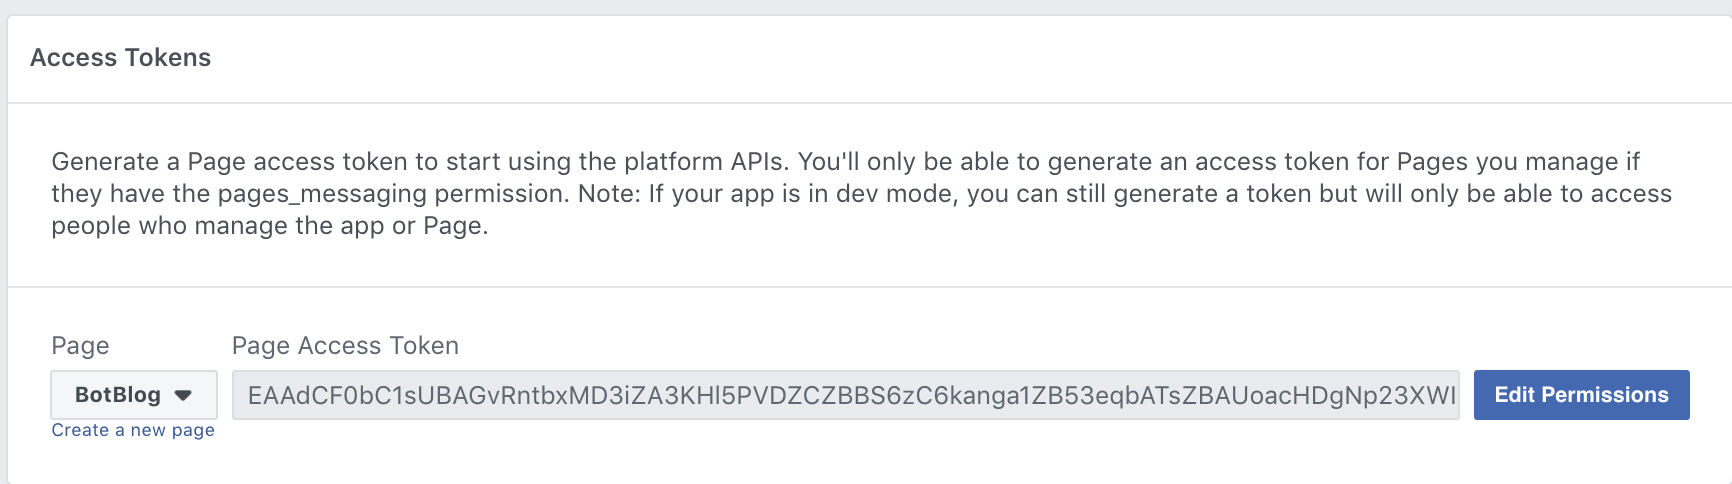 Access Tokens
Generate a Page access token to start using the platform APIs. You'll only be able to generate an access token for Pages you manage if
they have the pages_messaging permission. Note: If your app is in dev mode, you can still generate a token but will only be able to access
people who manage the app or Page.
Page
Page Access Token
BotBlog
EAAdCF0bC1sUBAGvRntbxMD3iZA3KHl5PVDZCZBBS6zC6kanga1ZB53eqbATsZBAUoacHDgNp23XWI
Edit Permissions
Create a new page